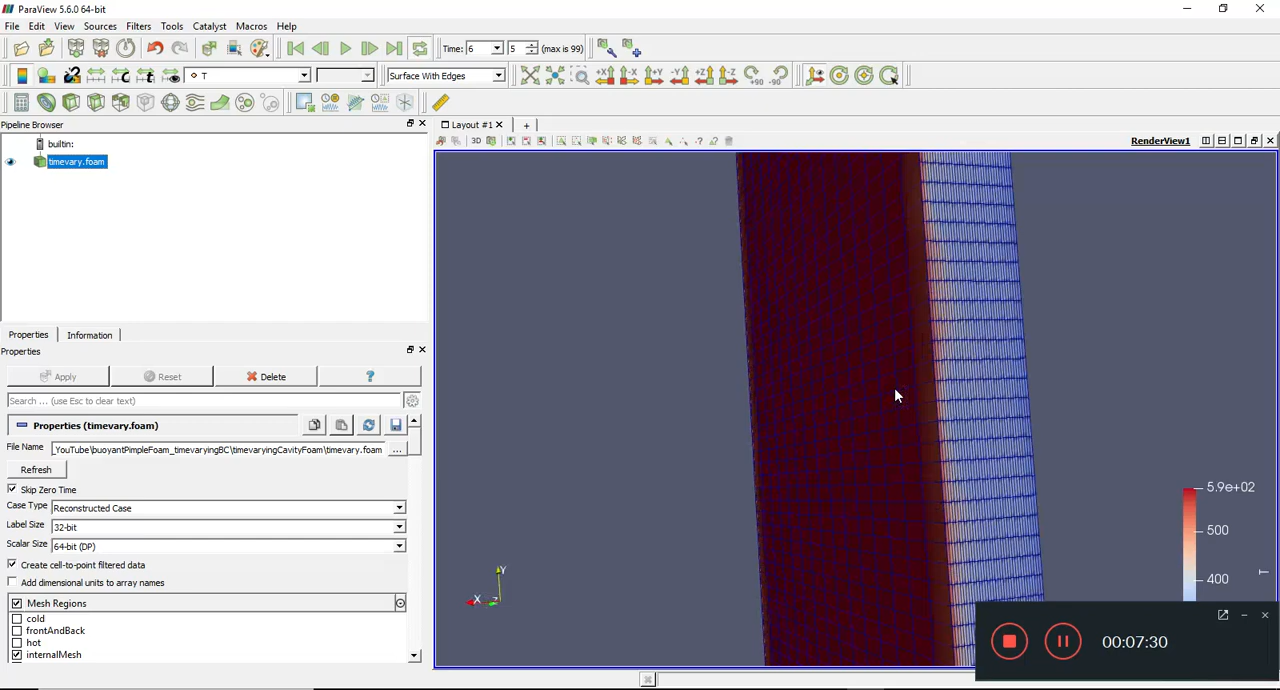 ParaView 5.6.0 64-bit
File Edit View Sources Filters Tools Catalyst Macros Help
Time: 6 5 (max is 99)
T Surface With Edges +X -X +Y -Y +Z -Z +90 -90
Pipeline Browser
Layout #1 +
3D RenderView1
builtin:
timevary.foam
Properties Information
Properties
Apply Reset Delete ?
Search ... (use Esc to clear text)
Properties (timevary.foam)
File Name YouTube\buoyantPimpleFoam_timevaryingBC\timevaryingCavityFoam\timevary.foam ...
Refresh
Skip Zero Time
Case Type Reconstructed Case
Label Size 32-bit
Scalar Size 64-bit (DP)
Create cell-to-point filtered data
Add dimensional units to array names
Mesh Regions
cold
frontAndBack
hot
internalMesh
Y
X Z
5.9e+02
500
T
400
00:07:30